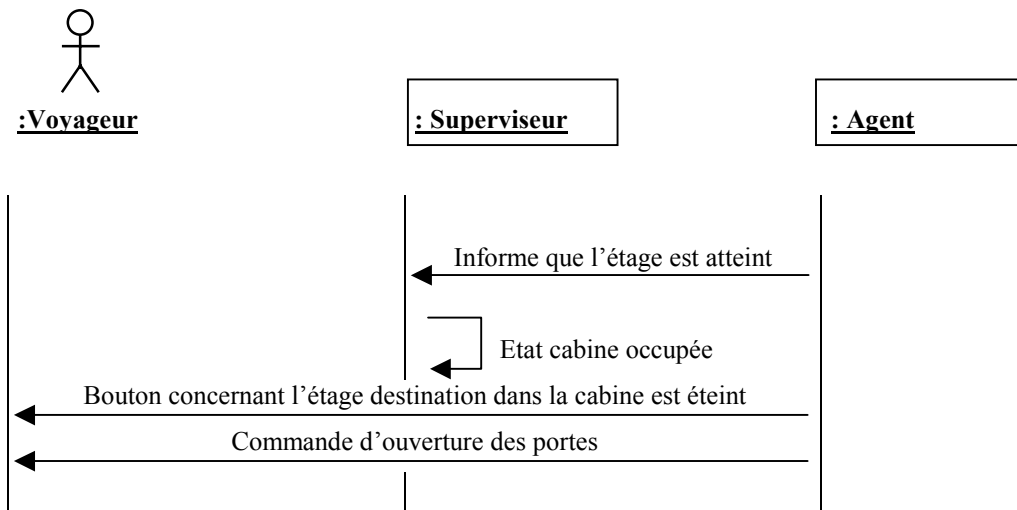 :Voyageur
: Superviseur
: Agent
Informe que l’étage est atteint
Etat cabine occupée
Bouton concernant l’étage destination dans la cabine est éteint
Commande d’ouverture des portes